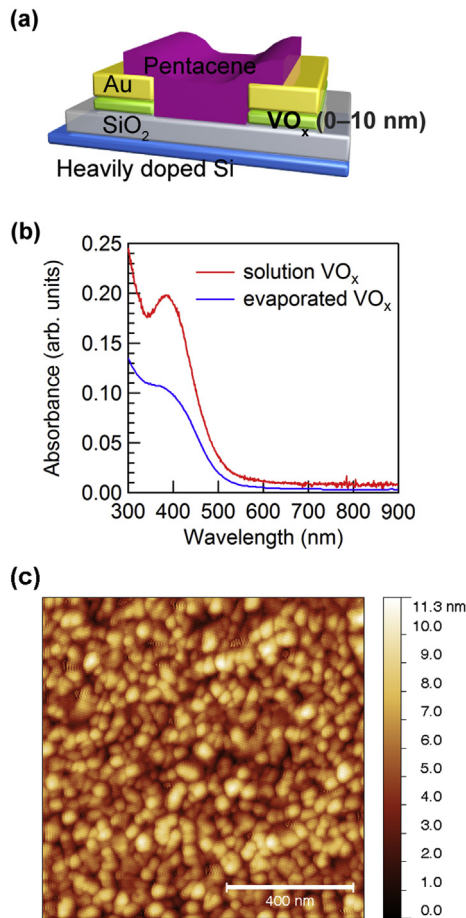 (a)
Pentacene
Au
SiO₂
VOₓ (0–10 nm)
Heavily doped Si
(b)
0.25
0.20
0.15
0.10
0.05
0.00
Absorbance (arb. units)
solution VOₓ
evaporated VOₓ
300 400 500 600 700 800 900
Wavelength (nm)
(c)
11.3 nm
10.0
9.0
8.0
7.0
6.0
5.0
4.0
3.0
2.0
1.0
0.0
400 nm